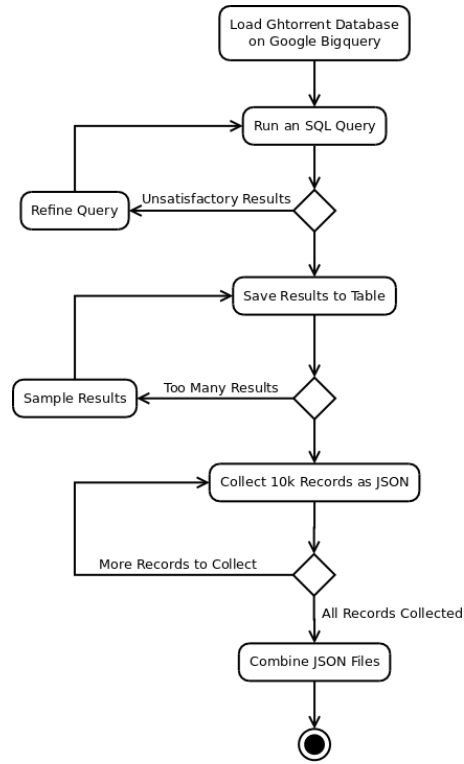 Load Ghtorrent Database
on Google Bigquery
Run an SQL Query
Unsatisfactory Results
Refine Query
Save Results to Table
Too Many Results
Sample Results
Collect 10k Records as JSON
More Records to Collect
All Records Collected
Combine JSON Files